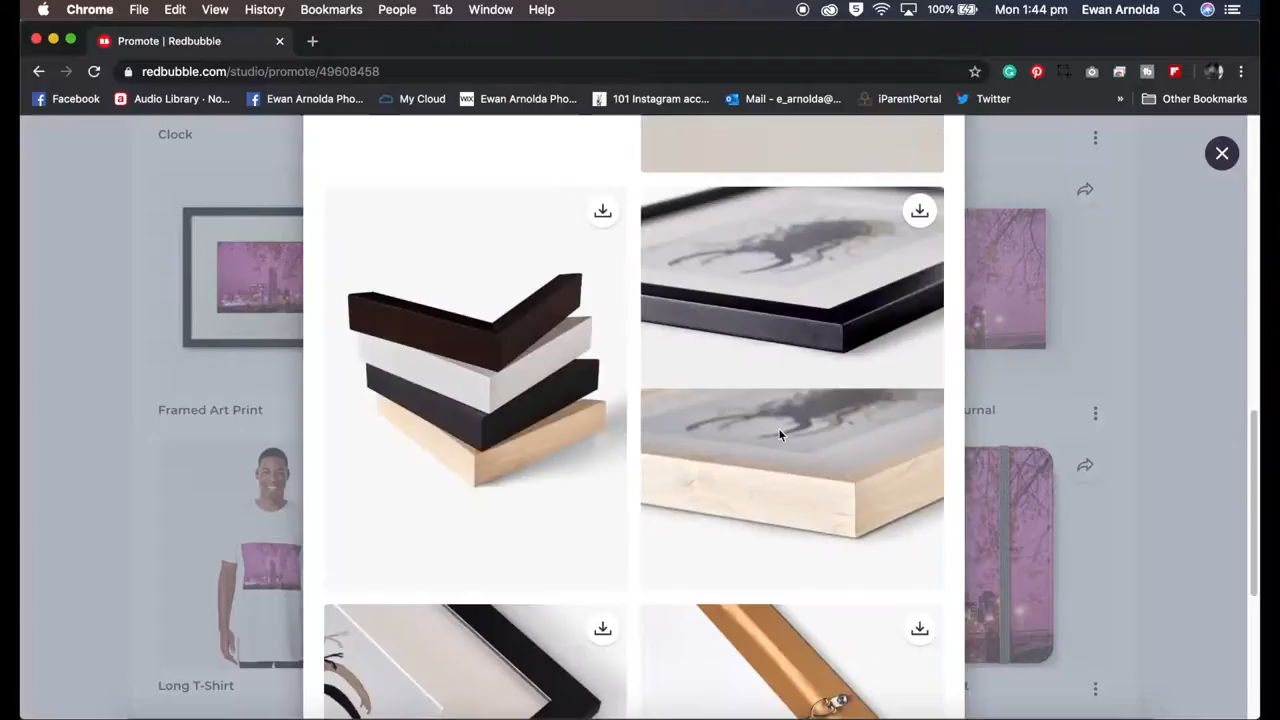 Chrome File Edit View History Bookmarks People Tab Window Help 100% Mon 1:44 pm Ewan Arnolda
Promote | Redbubble
redbubble.com/studio/promote/49608458
Facebook Audio Library - No... Ewan Arnolda Pho... My Cloud WIX Ewan Arnolda Pho... 101 Instagram acc... Mail - e_arnolda@... iParentPortal Twitter » Other Bookmarks
Clock
Framed Art Print
urnal
Long T-Shirt